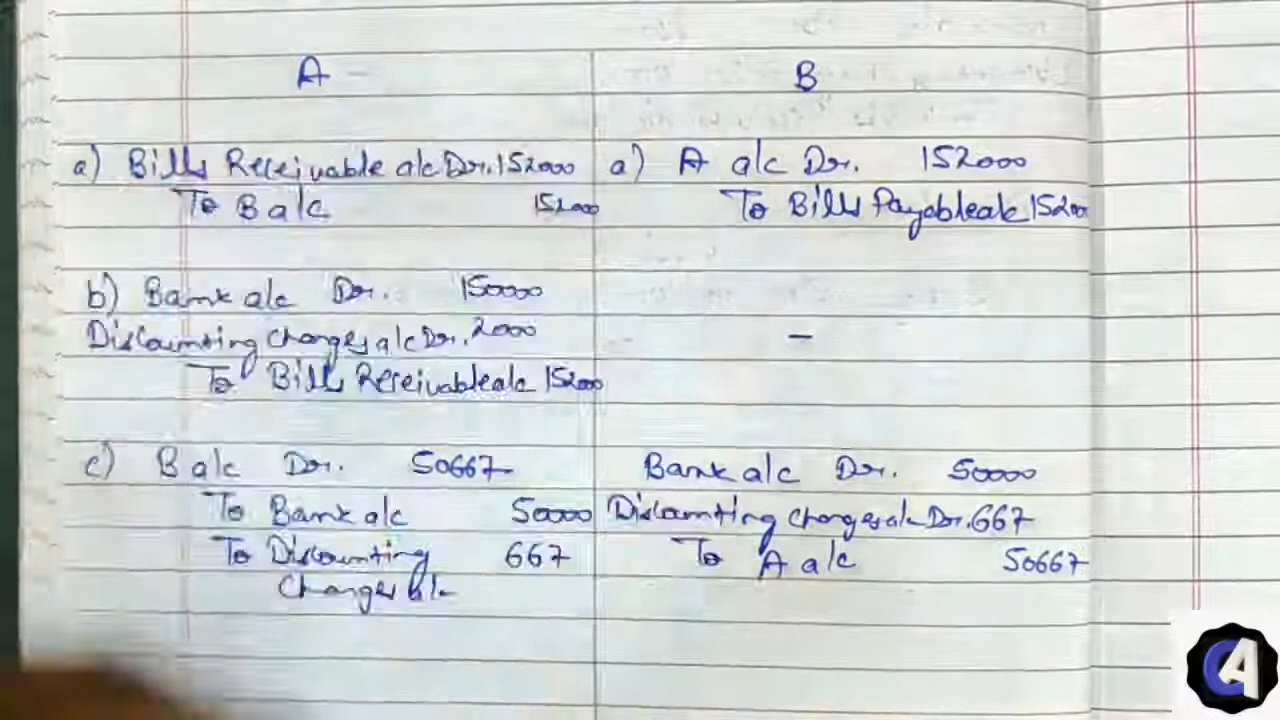 A
a) Bills Receivable a/c Dr. 152000
To B a/c 152000
b) Bank a/c Dr. 150000
Discounting Charges a/c Dr. 2000
To Bills Receivable a/c 152000
c) B a/c Dr. 50667
To Bank a/c 50000
To Discounting 667
Charges a/c
B
a) A a/c Dr. 152000
To Bills Payable a/c 15200
-
Bank a/c Dr. 50000
Discounting Charges a/c Dr. 667
To A a/c 50667
CA